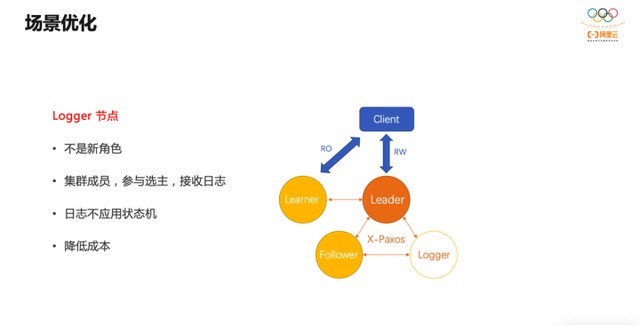 场景优化
阿里云
Logger 节点
• 不是新角色
• 集群成员，参与选主，接收日志
• 日志不应用状态机
• 降低成本
Client
RO
RW
Learner
Leader
X-Paxos
Follower
Logger